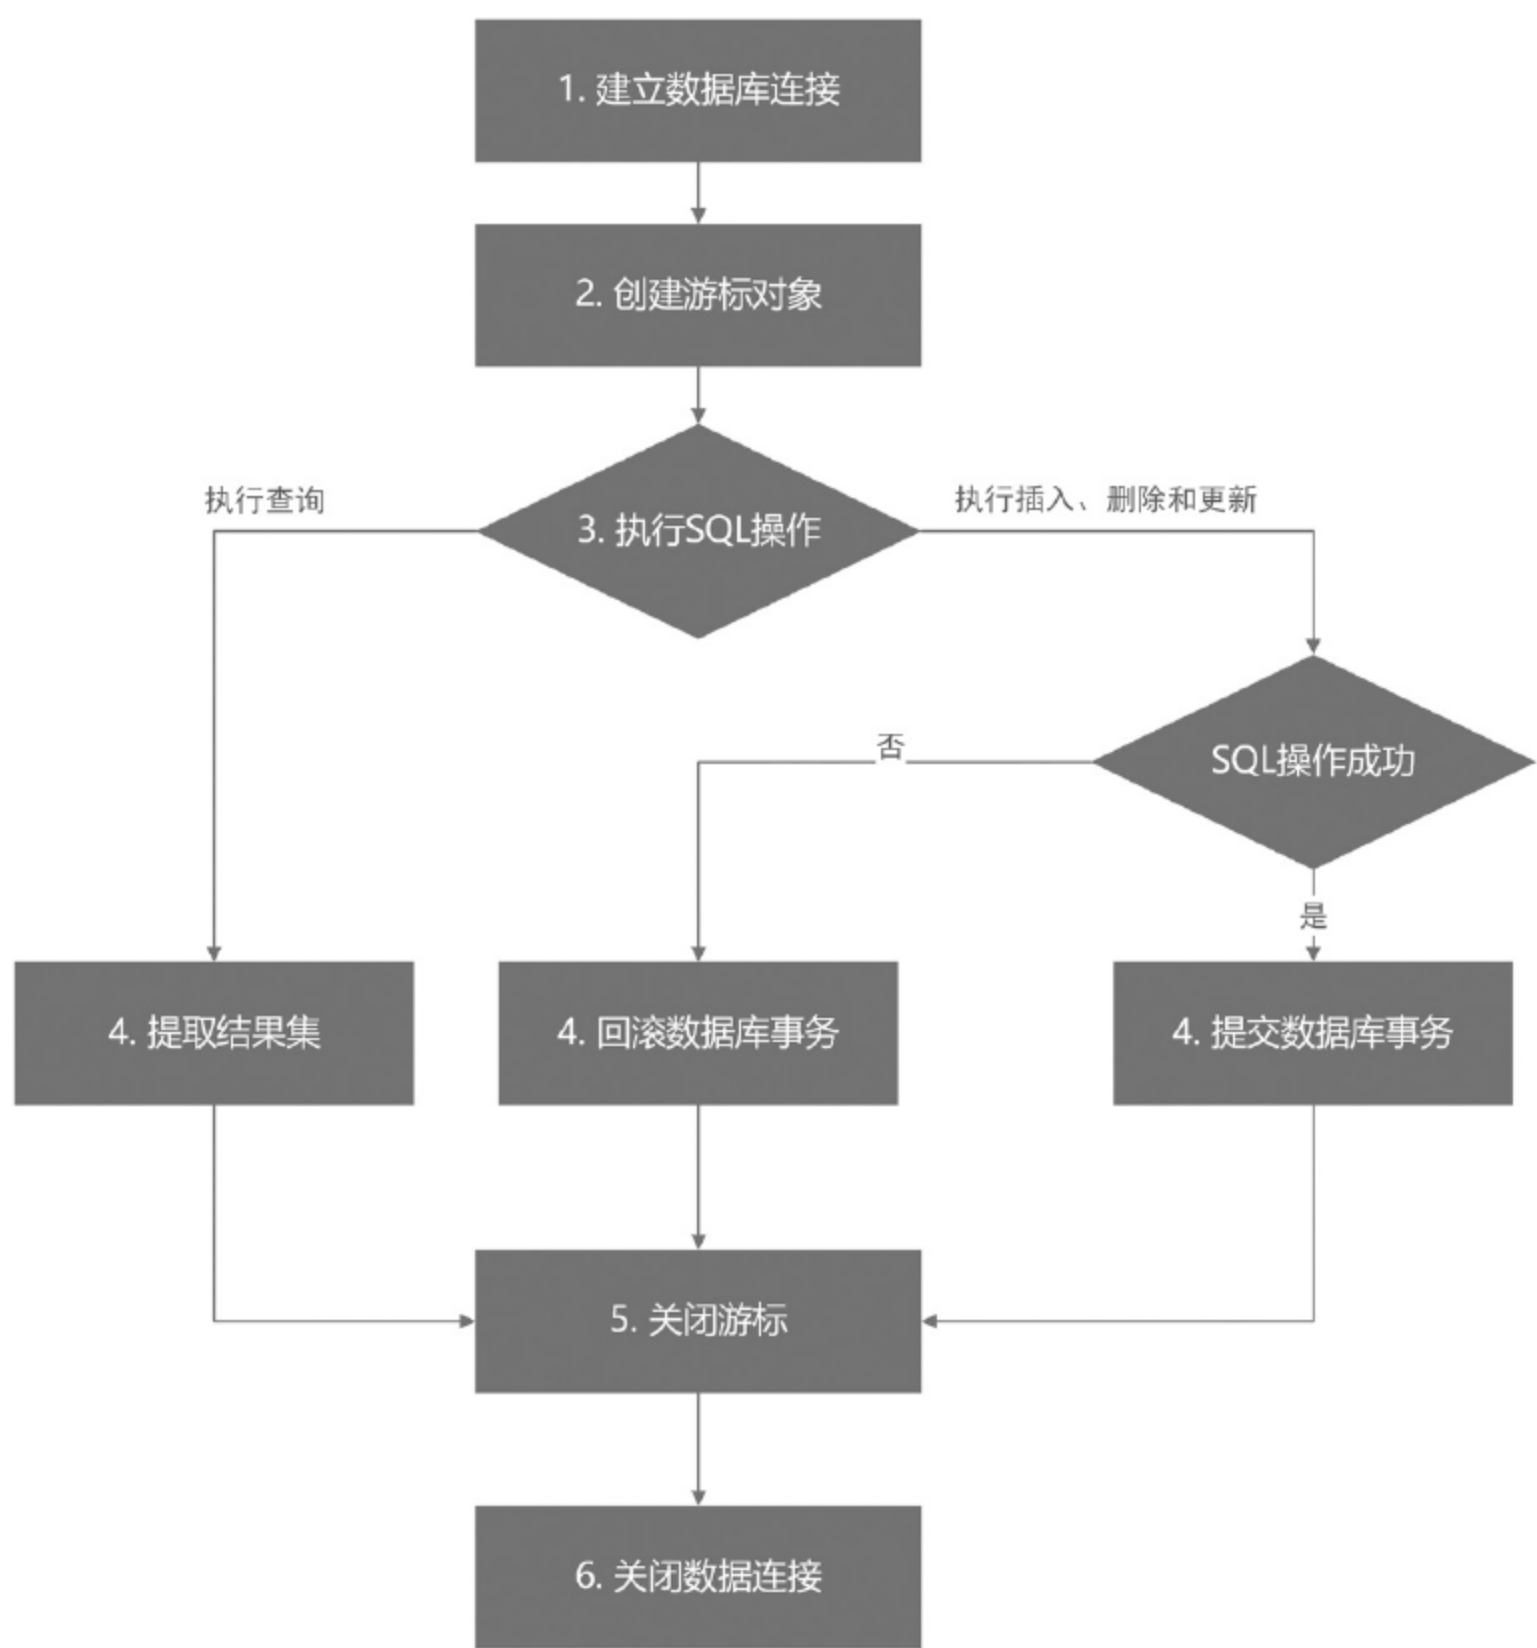 1. 建立数据库连接
2. 创建游标对象
执行查询
执行插入、删除和更新
3. 执行SQL操作
否
SQL操作成功
是
4. 提取结果集
4. 回滚数据库事务
4. 提交数据库事务
5. 关闭游标
6. 关闭数据连接